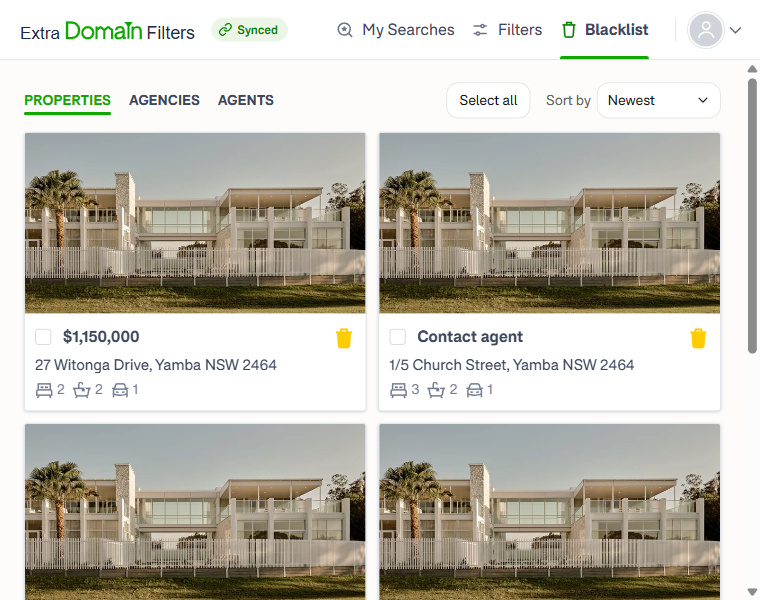 Extra Domain Filters Synced My Searches Filters Blacklist
PROPERTIES AGENCIES AGENTS Select all Sort by Newest
$1,150,000
27 Witonga Drive, Yamba NSW 2464
2 2 1
Contact agent
1/5 Church Street, Yamba NSW 2464
3 2 1